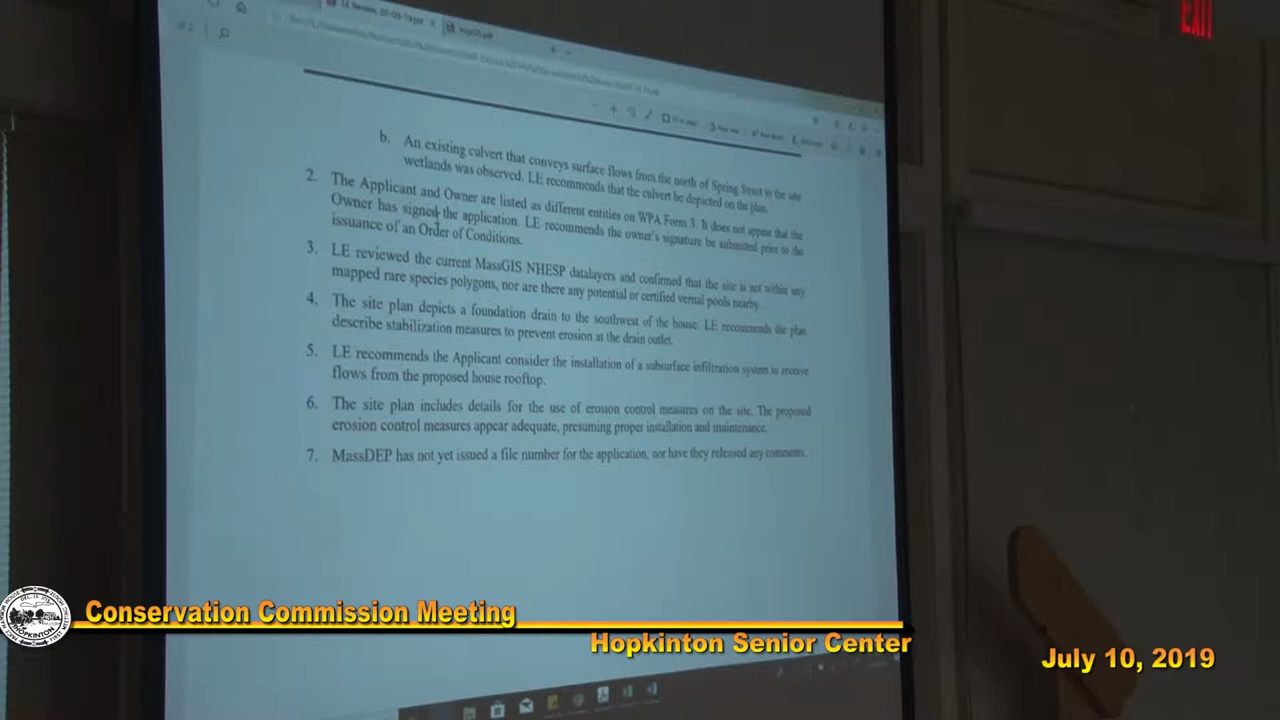 LE Review, 07-03-19.pdf
b. An existing culvert that conveys surface flows from the north of Spring Street to the site
wetlands was observed. LE recommends that the culvert be depicted on the plan.
2. The Applicant and Owner are listed as different entities on WPA Form 3. It does not appear that the
Owner has signed the application. LE recommends the owner's signature be submitted prior to the
issuance of an Order of Conditions.
3. LE reviewed the current MassGIS NHESP datalayers and confirmed that the site is not within any
mapped rare species polygons, nor are there any potential or certified vernal pools nearby.
4. The site plan depicts a foundation drain to the southwest of the house. LE recommends the plan
describe stabilization measures to prevent erosion at the drain outlet.
5. LE recommends the Applicant consider the installation of a subsurface infiltration system to receive
flows from the proposed house rooftop.
6. The site plan includes details for the use of erosion control measures on the site. The proposed
erosion control measures appear adequate, presuming proper installation and maintenance.
7. MassDEP has not yet issued a file number for the application, nor have they released any comments.
EXIT
HOPKINTON
Conservation Commission Meeting
Hopkinton Senior Center
July 10, 2019